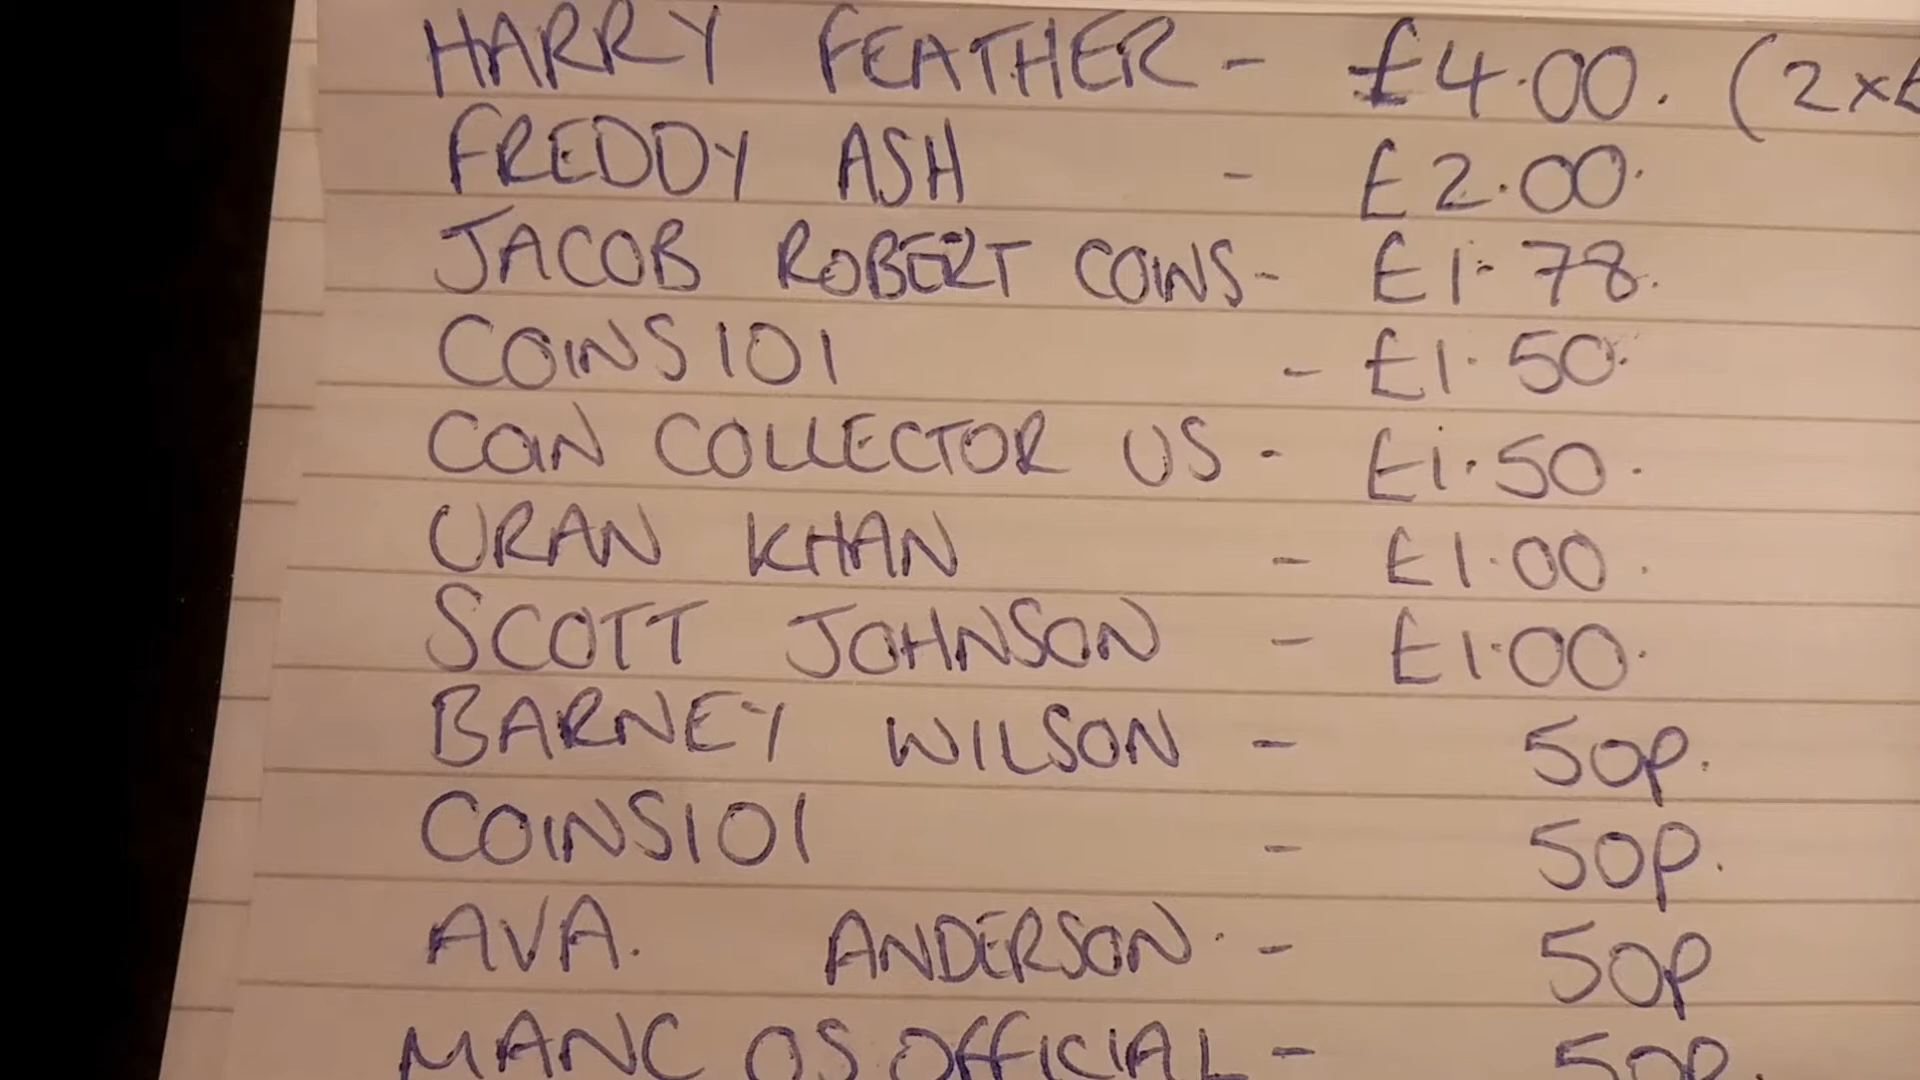 HARRY FEATHER - £4.00. (2x£
FREDDY ASH - £2.00.
JACOB ROBERT COINS - £1.78.
COINS101 - £1.50.
COIN COLLECTOR US - £1.50.
URAN KHAN - £1.00.
SCOTT JOHNSON - £1.00.
BARNEY WILSON - 50p.
COINS101 - 50p.
AVA. ANDERSON. - 50p
MANC OS OFFICIAL - 50p.